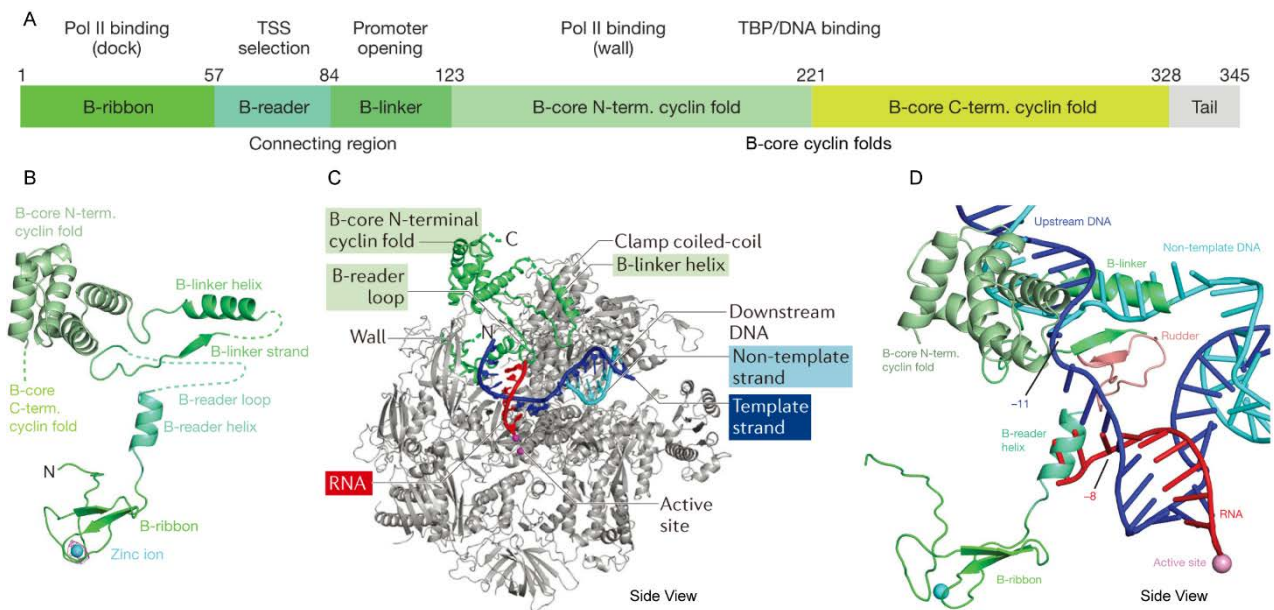 A
Pol II binding
(dock)
TSS
selection
Promoter
opening
Pol II binding
(wall)
TBP/DNA binding
1 57 84 123 221 328 345
B-ribbon B-reader B-linker B-core N-term. cyclin fold B-core C-term. cyclin fold Tail
Connecting region B-core cyclin folds
B
B-core N-term.
cyclin fold
B-linker helix
B-linker strand
B-core
C-term.
cyclin fold
B-reader loop
B-reader helix
N
B-ribbon
Zinc ion
C
B-core N-terminal
cyclin fold
C
Clamp coiled-coil
B-linker helix
B-reader
loop
N
Wall
Downstream
DNA
Non-template
strand
Template
strand
RNA
Active
site
Side View
D
Upstream DNA
Non-template DNA
B-linker
Rudder
B-core N-term.
cyclin fold
–11
B-reader
helix
–8
RNA
B-ribbon
Active site
Side View